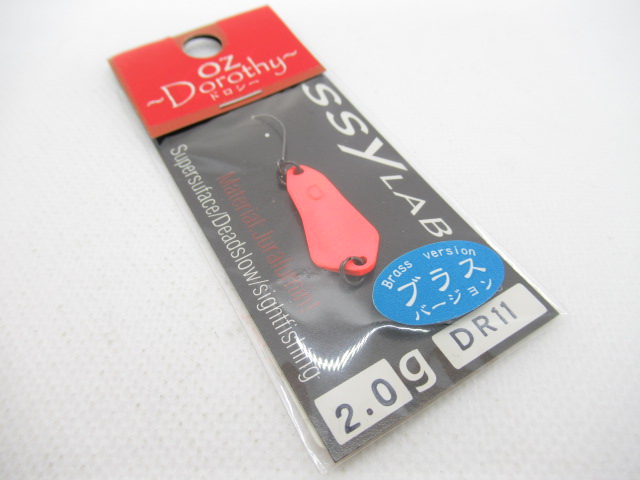 OZ
~Dorothy~
ドロシー
SSYLAB
Supersuface/Deadslow/sightfishing
Brass version
ブラス
バージョン
2.0g
DR11